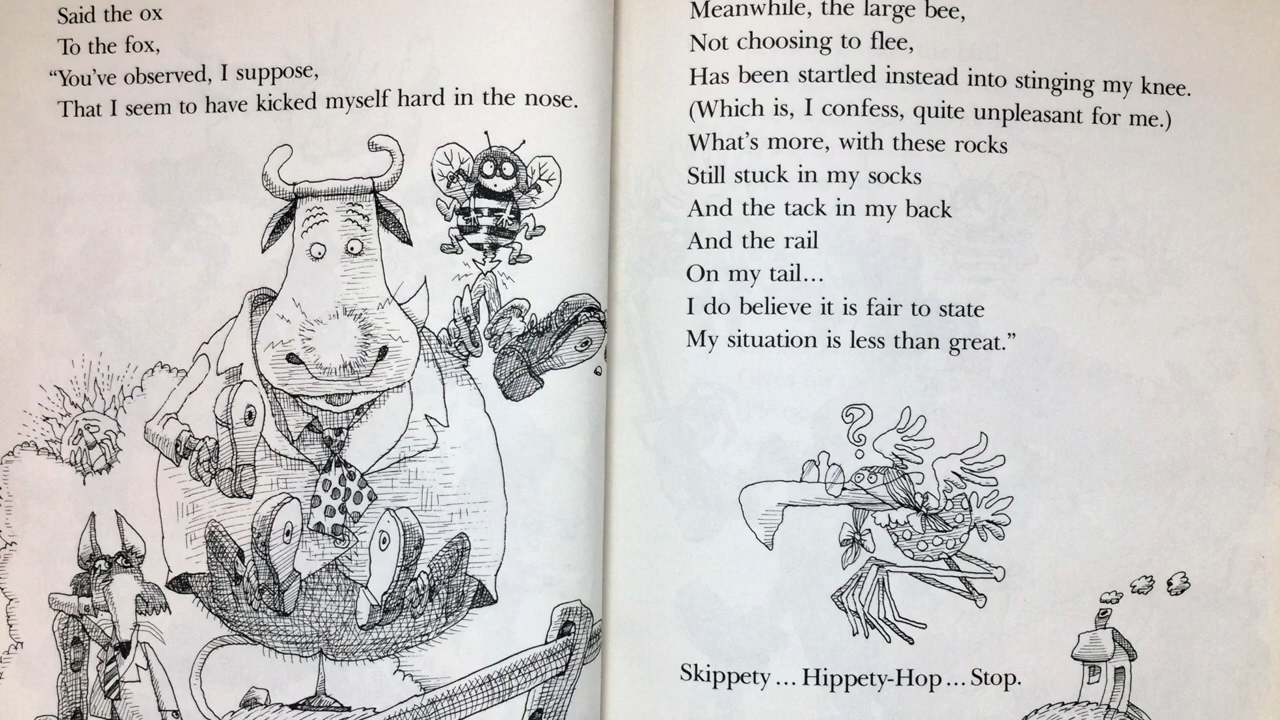 Said the ox
To the fox,
“You’ve observed, I suppose,
That I seem to have kicked myself hard in the nose.
Meanwhile, the large bee,
Not choosing to flee,
Has been startled instead into stinging my knee.
(Which is, I confess, quite unpleasant for me.)
What’s more, with these rocks
Still stuck in my socks
And the tack in my back
And the rail
On my tail...
I do believe it is fair to state
My situation is less than great.”
?
Skippety ... Hippety-Hop ... Stop.